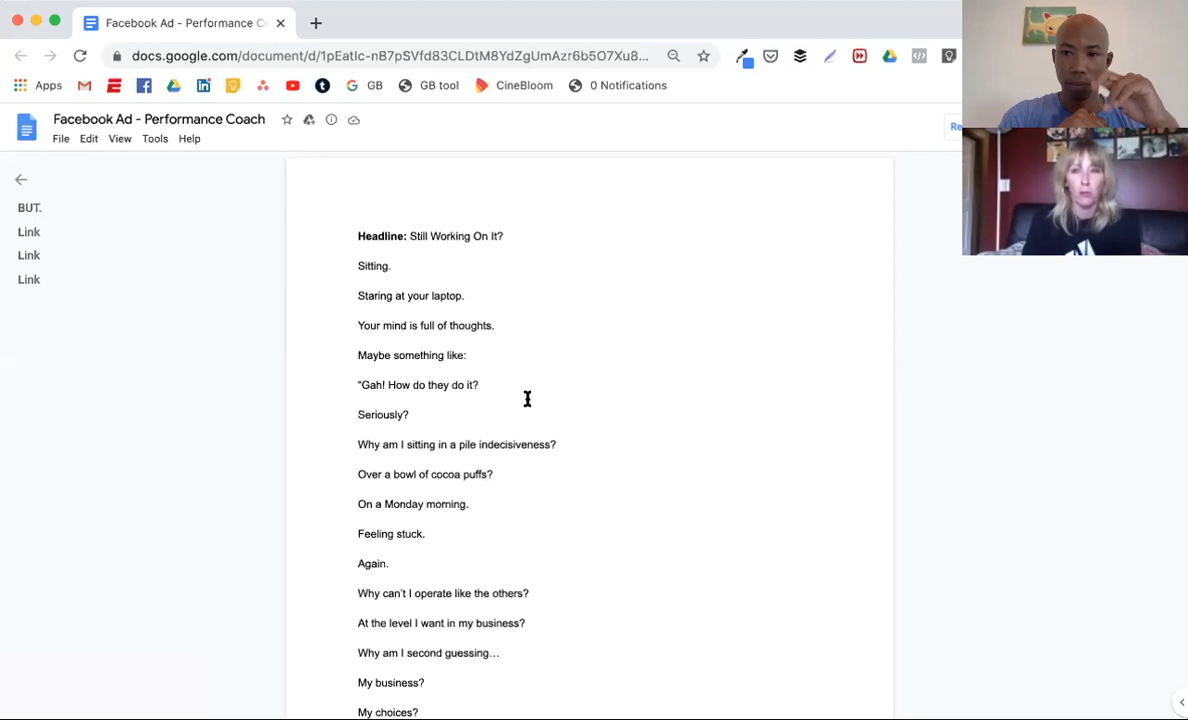 Facebook Ad - Performance C
docs.google.com/document/d/1pEatlc-nB7pSVfd83CLDtM8YdZgUmAzr6b5O7Xu8...
Apps GB GB tool CineBloom 0 Notifications
Facebook Ad - Performance Coach
File Edit View Tools Help
Re
BUT.
Link
Link
Link
Headline: Still Working On It?
Sitting.
Staring at your laptop.
Your mind is full of thoughts.
Maybe something like:
“Gah! How do they do it?
Seriously?
Why am I sitting in a pile indecisiveness?
Over a bowl of cocoa puffs?
On a Monday morning.
Feeling stuck.
Again.
Why can’t I operate like the others?
At the level I want in my business?
Why am I second guessing…
My business?
My choices?